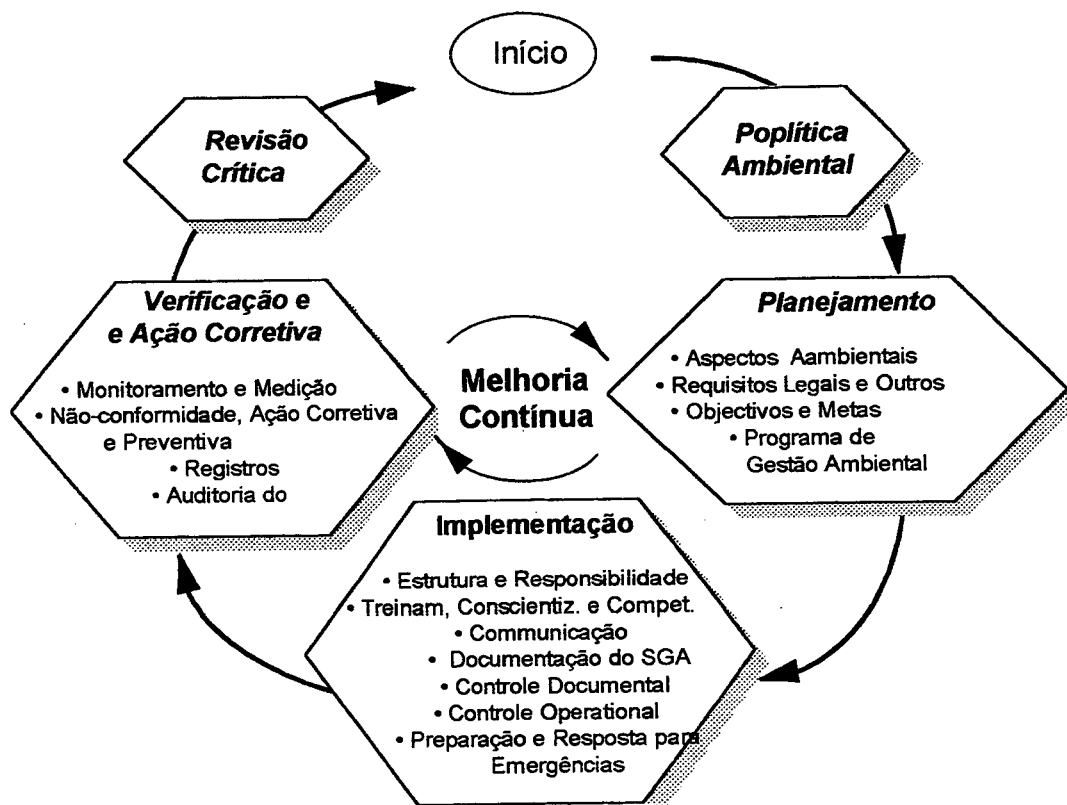 Início
Poplítica
Ambiental
Planejamento
• Aspectos Aambientais
• Requisitos Legais e Outros
• Objectivos e Metas
• Programa de
Gestão Ambiental
Implementação
• Estrutura e Responsibilidade
• Treinam, Conscientiz. e Compet.
• Communicação
• Documentação do SGA
• Controle Documental
• Controle Operational
• Preparação e Resposta para
Emergências
Verificação e
e Ação Corretiva
• Monitoramento e Medição
• Não-conformidade, Ação Corretiva
e Preventiva
• Registros
• Auditoria do
Revisão
Crítica
Melhoria
Contínua